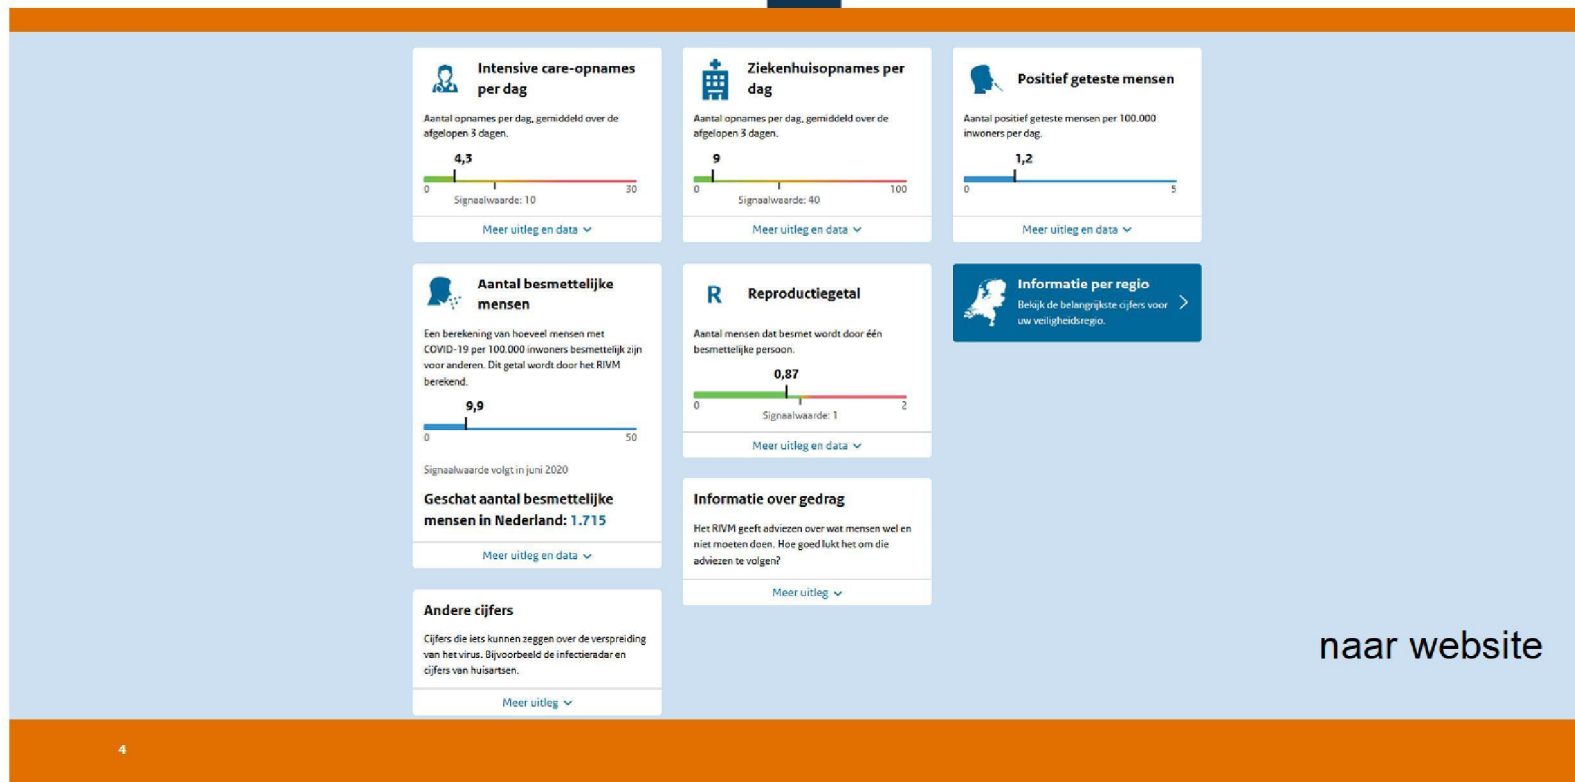 Intensive care-opnames
per dag
Aantal opnames per dag, gemiddeld over de
afgelopen 3 dagen.
4,3
0
30
Signaalwaarde: 10
Meer uitleg en data
Ziekenhuisopnames per
dag
Aantal opnames per dag, gemiddeld over de
afgelopen 3 dagen.
9
0
100
Signaalwaarde: 40
Meer uitleg en data
Positief geteste mensen
Aantal positief geteste mensen per 100.000
inwoners per dag.
1,2
0
5
Meer uitleg en data
Aantal besmettelijke
mensen
Een berekening van hoeveel mensen met
COVID-19 per 100.000 inwoners besmettelijk zijn
voor anderen. Dit getal wordt door het RIVM
berekend.
9,9
0
50
Signaalwaarde volgt in juni 2020
Geschat aantal besmettelijke
mensen in Nederland: 1.715
Meer uitleg en data
R
Reproductiegetal
Aantal mensen dat besmet wordt door één
besmettelijke persoon.
0,87
0
2
Signaalwaarde: 1
Meer uitleg en data
Informatie per regio
Bekijk de belangrijkste cijfers voor
uw veiligheidsregio.
Informatie over gedrag
Het RIVM geeft adviezen over wat mensen wel en
niet moeten doen. Hoe goed lukt het om die
adviezen te volgen?
Meer uitleg
Andere cijfers
Cijfers die iets kunnen zeggen over de verspreiding
van het virus. Bijvoorbeeld de infectieradar en
cijfers van huisartsen.
Meer uitleg
naar website
4